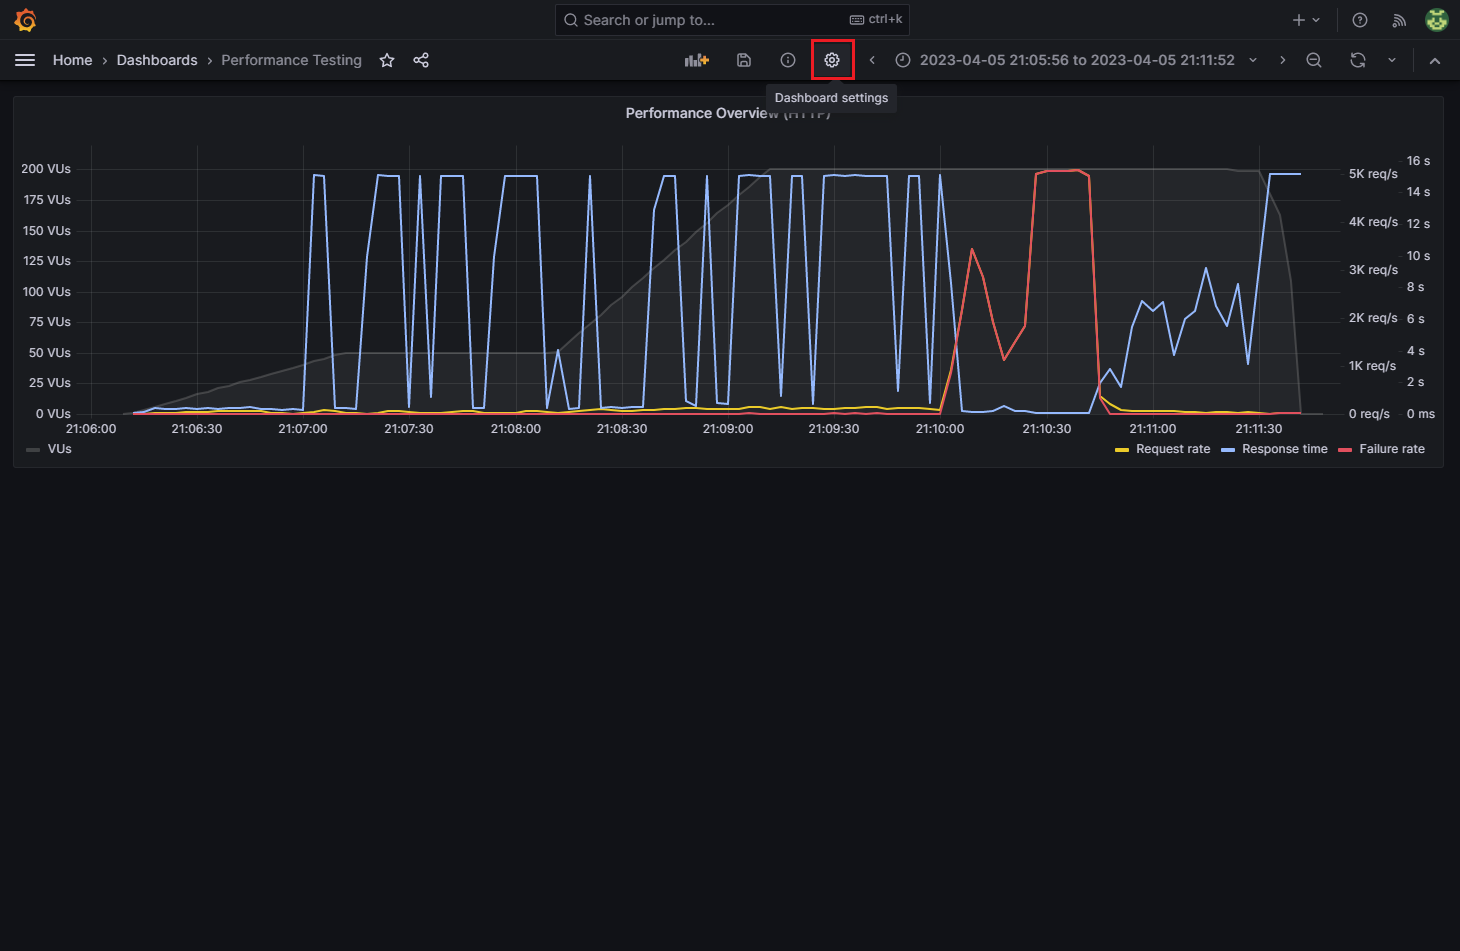 Search or jump to... ctrl+k
Home › Dashboards › Performance Testing
2023-04-05 21:05:56 to 2023-04-05 21:11:52
Dashboard settings
Performance Overview (HTTP)
200 VUs
175 VUs
150 VUs
125 VUs
100 VUs
75 VUs
50 VUs
25 VUs
0 VUs
5K req/s
4K req/s
3K req/s
2K req/s
1K req/s
0 req/s
16 s
14 s
12 s
10 s
8 s
6 s
4 s
2 s
0 ms
21:06:00 21:06:30 21:07:00 21:07:30 21:08:00 21:08:30 21:09:00 21:09:30 21:10:00 21:10:30 21:11:00 21:11:30
VUs
Request rate Response time Failure rate